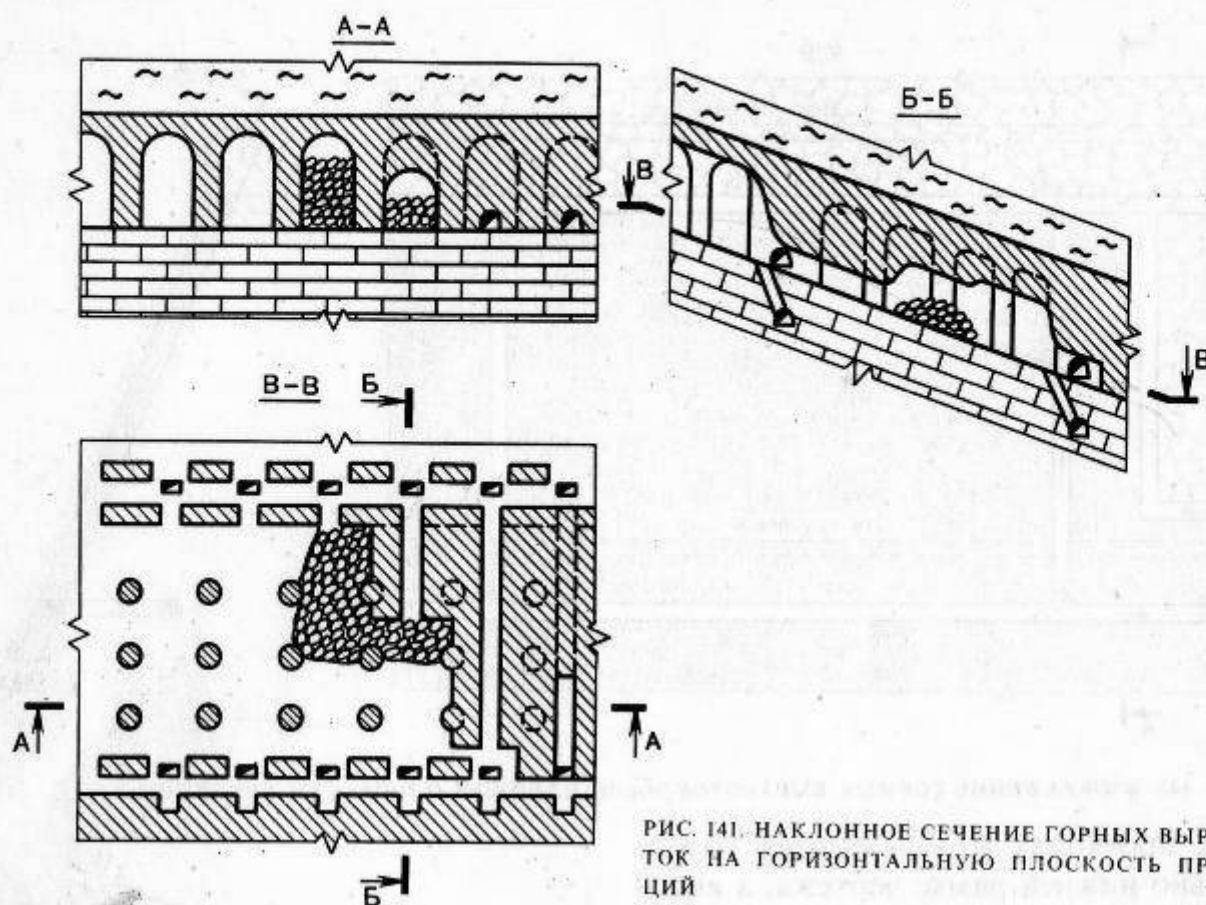 А-А
Б-Б
В
В
В-В
Б
А
А
Б
РИС. 141. НАКЛОННОЕ СЕЧЕНИЕ ГОРНЫХ ВЫР
ТОК НА ГОРИЗОНТАЛЬНУЮ ПЛОСКОСТЬ ПР
ЦИЙ